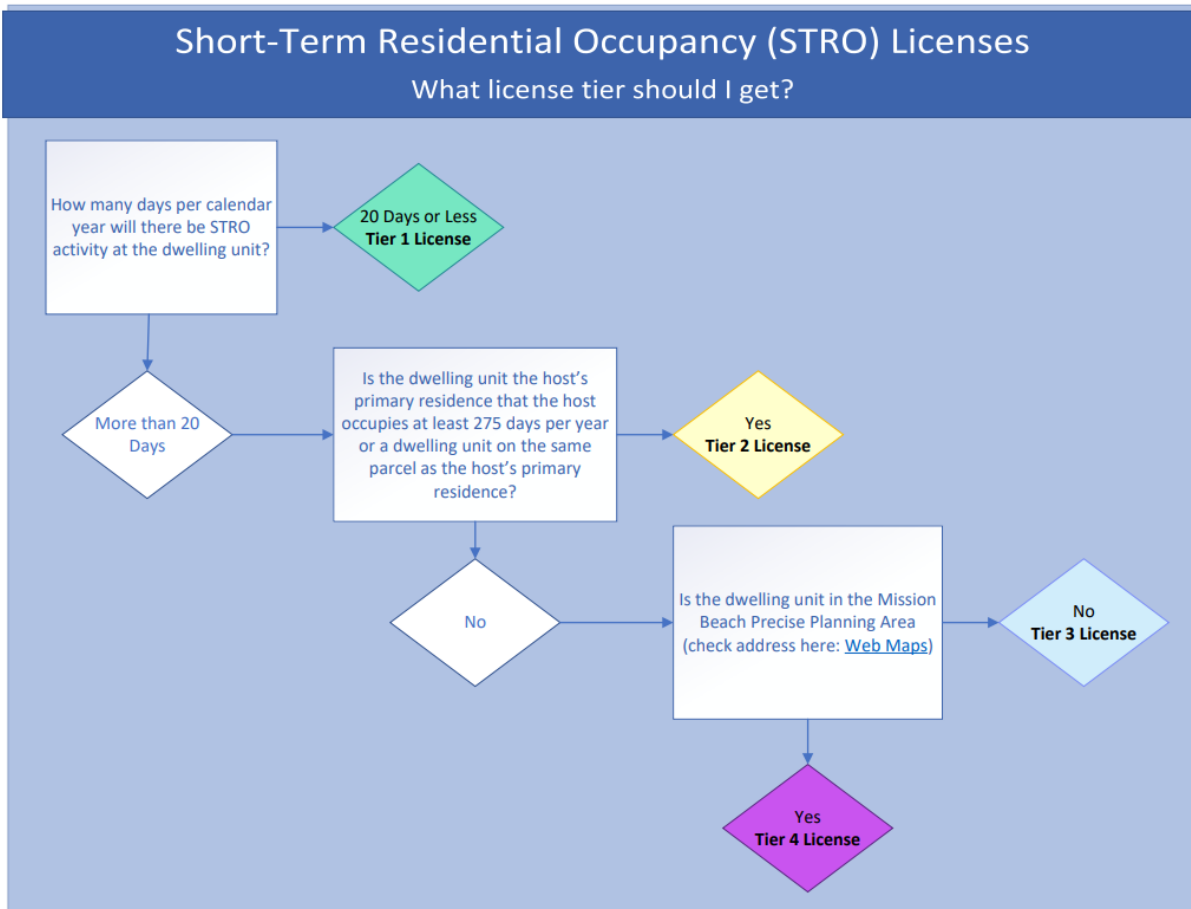 Short-Term Residential Occupancy (STRO) Licenses
What license tier should I get?
How many days per calendar
year will there be STRO
activity at the dwelling unit?
20 Days or Less
Tier 1 License
More than 20
Days
Is the dwelling unit the host's
primary residence that the host
occupies at least 275 days per year
or a dwelling unit on the same
parcel as the host's primary
residence?
Yes
Tier 2 License
No
Is the dwelling unit in the Mission
Beach Precise Planning Area
(check address here: Web Maps)
No
Tier 3 License
Yes
Tier 4 License